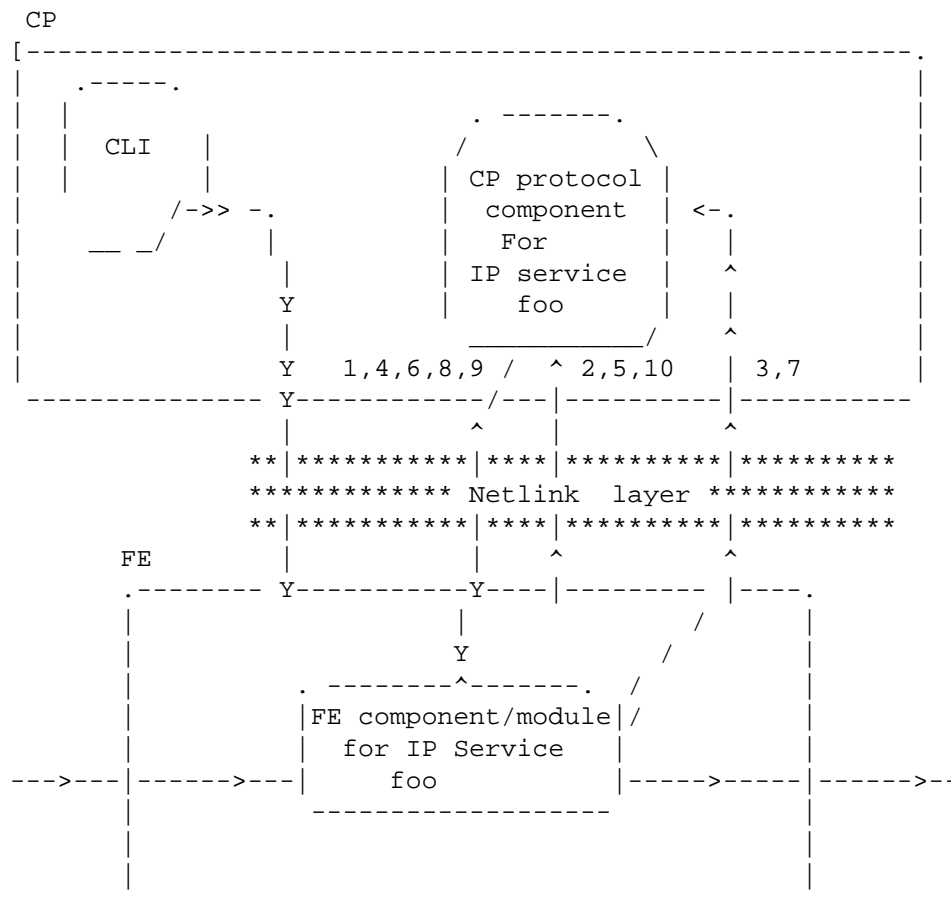 CP
CLI
CP protocol
component
For
IP service
foo
Y
Y 1,4,6,8,9 2,5,10 3,7
Y
Netlink layer
FE
Y Y
Y
FE component/module
for IP Service
foo